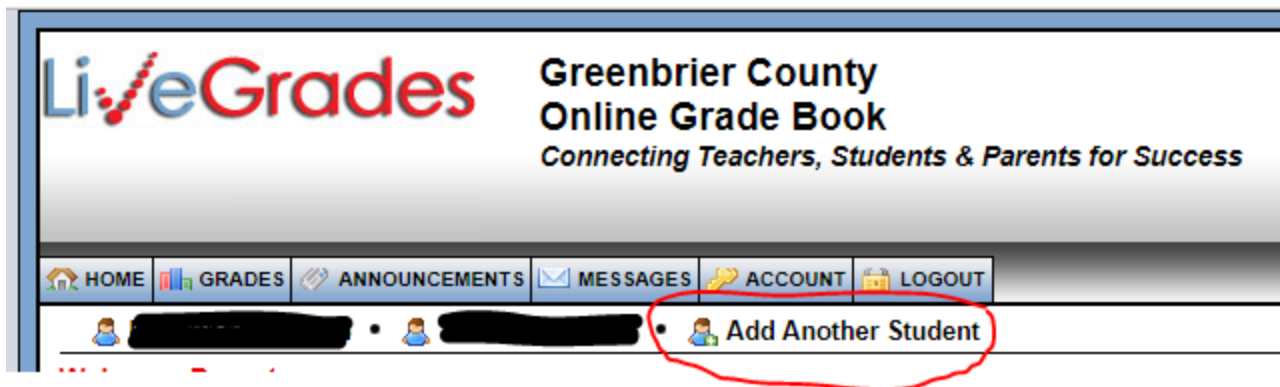 LiveGrades
Greenbrier County
Online Grade Book
Connecting Teachers, Students & Parents for Success
HOME GRADES ANNOUNCEMENTS MESSAGES ACCOUNT LOGOUT
• • Add Another Student